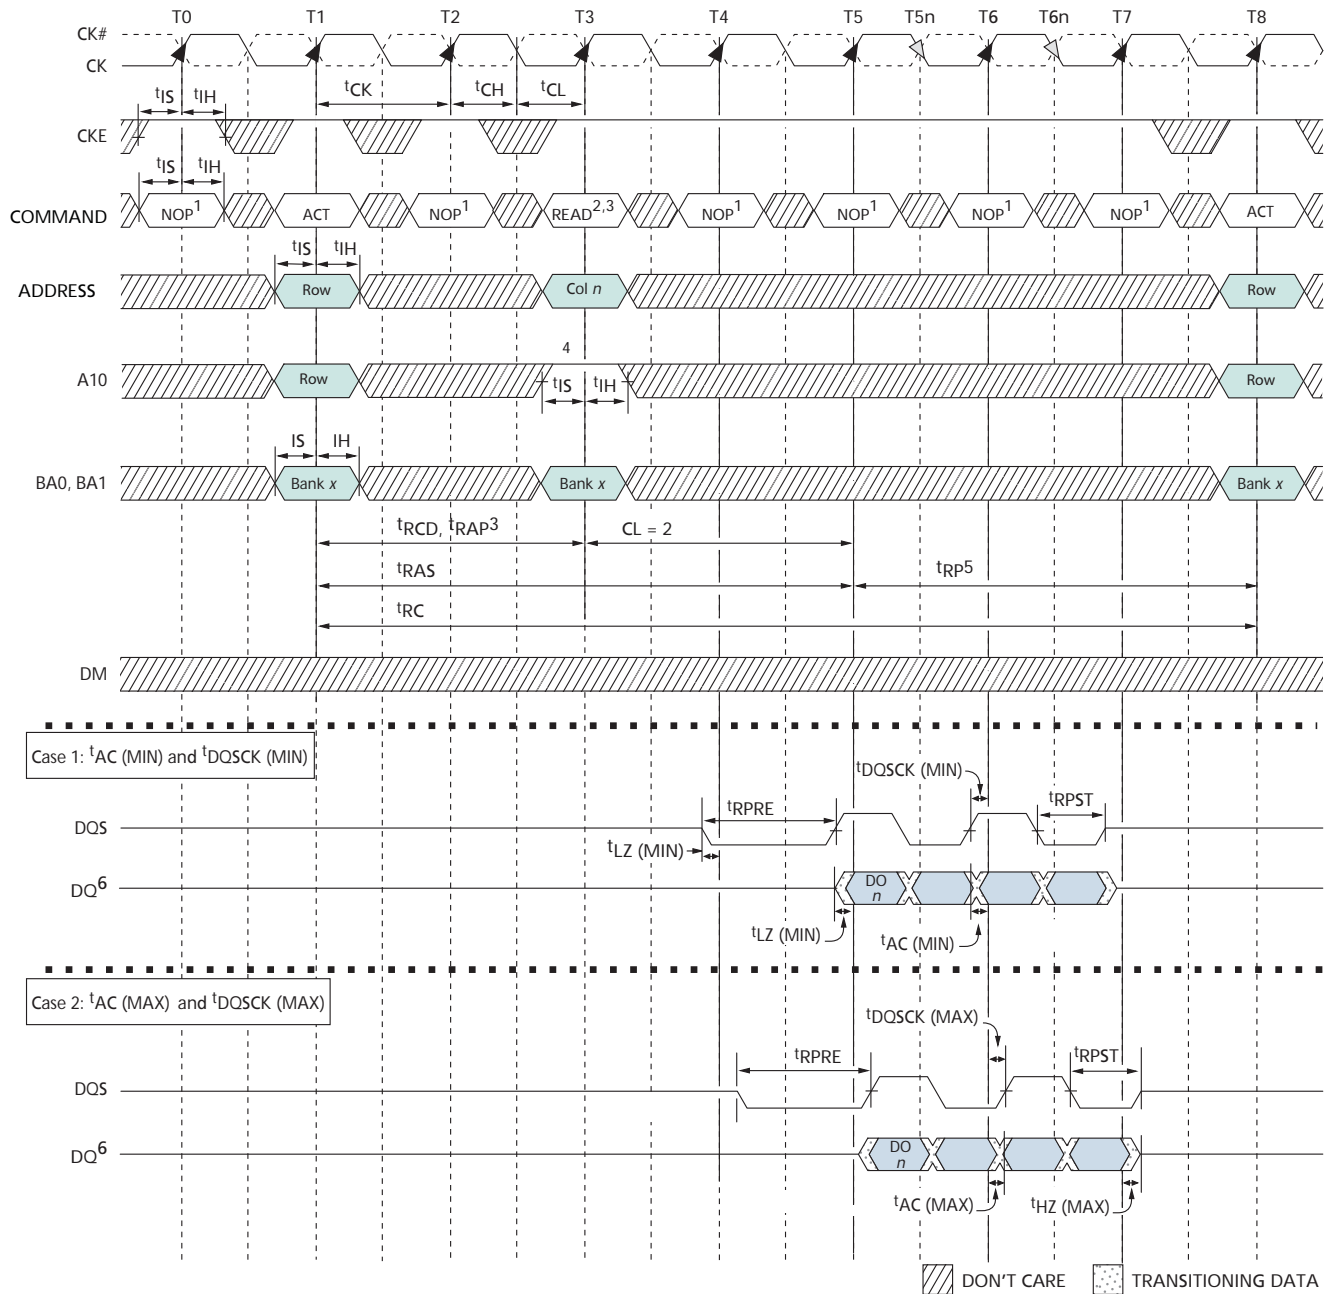 T0 T1 T2 T3 T4 T5 T5n T6 T6n T7 T8
CK#
CK
tCK tCH tCL
tIS tIH
CKE
tIS tIH
COMMAND NOP1 ACT NOP1 READ2,3 NOP1 NOP1 NOP1 NOP1 ACT
tIS tIH
ADDRESS Row Col n Row
4
A10 Row Row
tIS tIH
IS IH
BA0, BA1 Bank x Bank x Bank x
tRCD, tRAP3 CL = 2
tRAS tRP5
tRC
DM
Case 1: tAC (MIN) and tDQSCK (MIN)
tDQSCK (MIN)
tRPRE tRPST
DQS
tLZ (MIN)
DQ6 DO n
tLZ (MIN) tAC (MIN)
Case 2: tAC (MAX) and tDQSCK (MAX)
tDQSCK (MAX)
tRPRE tRPST
DQS
DQ6 DO n
tAC (MAX) tHZ (MAX)
DON'T CARE TRANSITIONING DATA